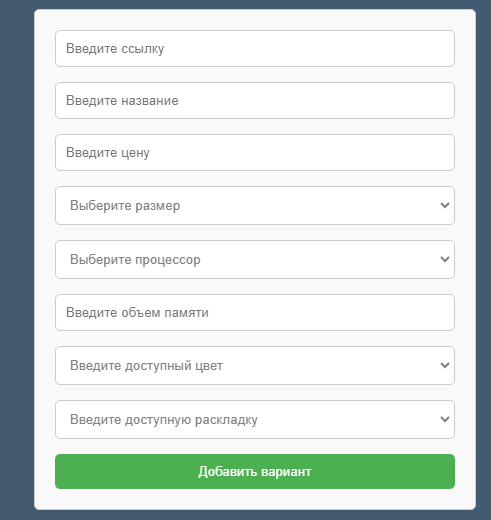 Введите ссылку
Введите название
Введите цену
Выберите размер
Выберите процессор
Введите объем памяти
Введите доступный цвет
Введите доступную раскладку
Добавить вариант